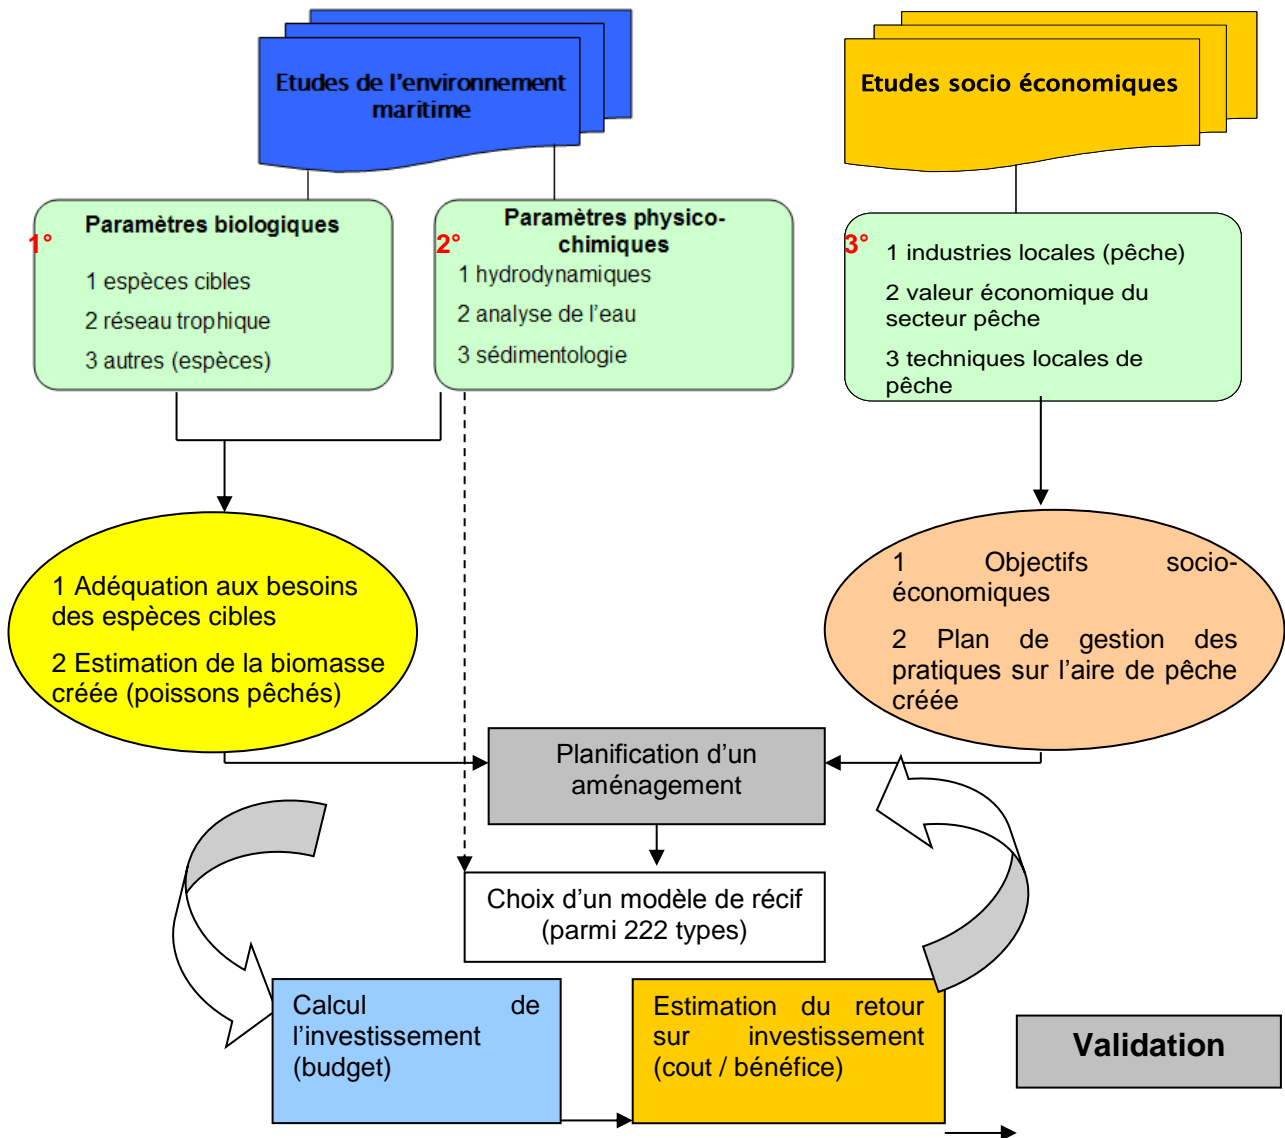 Etudes de l'environnement
maritime
Etudes socio économiques
Paramètres biologiques
1°
1 espèces cibles
2 réseau trophique
3 autres (espèces)
Paramètres physico-
chimiques
2°
1 hydrodynamiques
2 analyse de l'eau
3 sédimentologie
3°
1 industries locales (pêche)
2 valeur économique du
secteur pêche
3 techniques locales de
pêche
1 Adéquation aux besoins
des espèces cibles
2 Estimation de la biomasse
créée (poissons pêchés)
1 Objectifs socio-
économiques
2 Plan de gestion des
pratiques sur l'aire de pêche
créée
Planification d'un
aménagement
Choix d'un modèle de récif
(parmi 222 types)
Calcul de
l'investissement
(budget)
Estimation du retour
sur investissement
(cout / bénéfice)
Validation